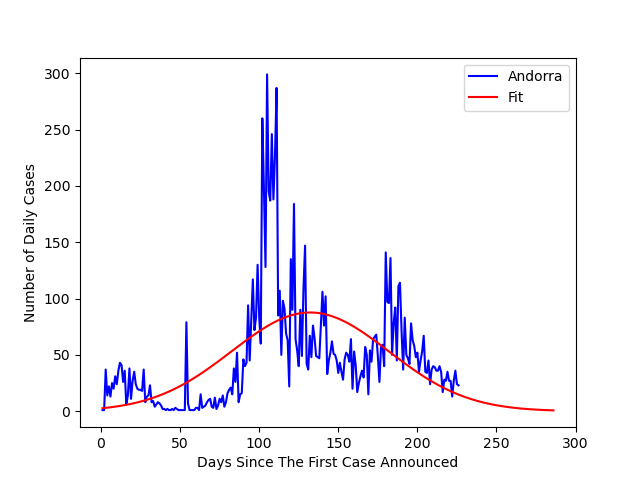 Andorra
Fit
Number of Daily Cases
300
250
200
150
100
50
0
0 50 100 150 200 250 300
Days Since The First Case Announced